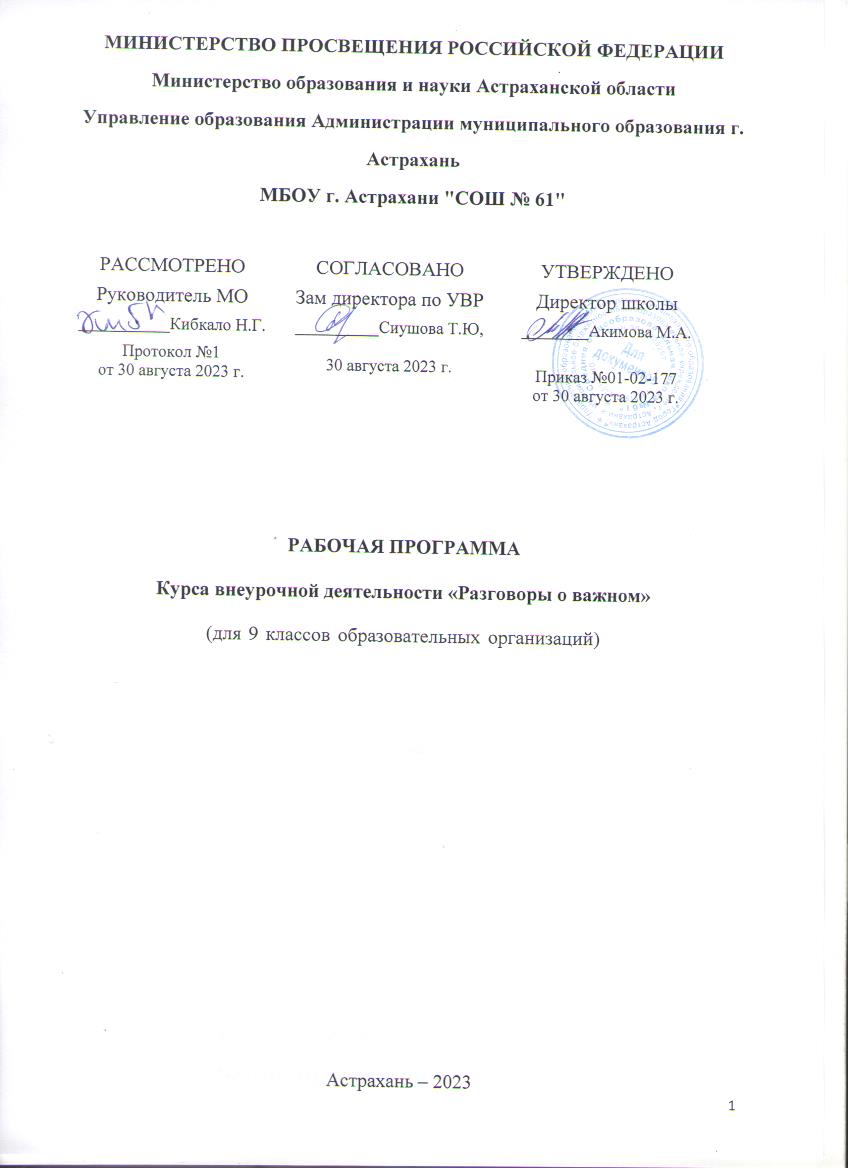 МИНИСТЕРСТВО ПРОСВЕЩЕНИЯ РОССИЙСКОЙ ФЕДЕРАЦИИ
Министерство образования и науки Астраханской области
Управление образования Администрации муниципального образования г.
Астрахань
МБОУ г. Астрахани "СОШ № 61"
РАССМОТРЕНО
Руководитель МО
Кибкало Н.Г.
Протокол №1
от 30 августа 2023 г.
СОГЛАСОВАНО
Зам директора по УВР
Сиушова Т.Ю,
30 августа 2023 г.
УТВЕРЖДЕНО
Директор школы
Акимова М.А.
Приказ №01-02-177
от 30 августа 2023 г.
Для
документов
РАБОЧАЯ ПРОГРАММА
Курса внеурочной деятельности «Разговоры о важном»
(для 9 классов образовательных организаций)
Астрахань – 2023
1